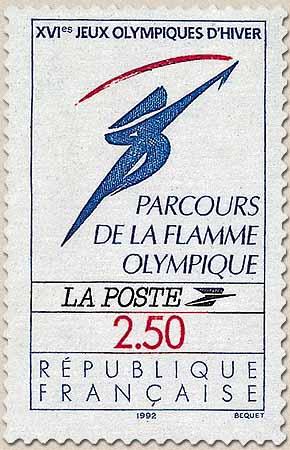 XVIes JEUX OLYMPIQUES D'HIVER
PARCOURS
DE LA FLAMME
OLYMPIQUE
LA POSTE
2.50
RÉPUBLIQUE
FRANÇAISE
1992 BEQUET